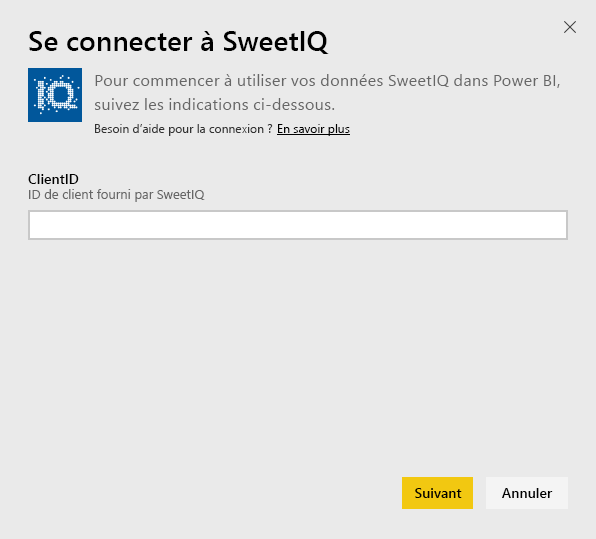 Se connecter à SweetIQ
IQ
Pour commencer à utiliser vos données SweetIQ dans Power BI,
suivez les indications ci-dessous.
Besoin d’aide pour la connexion ? En savoir plus
ClientID
ID de client fourni par SweetIQ
Suivant
Annuler